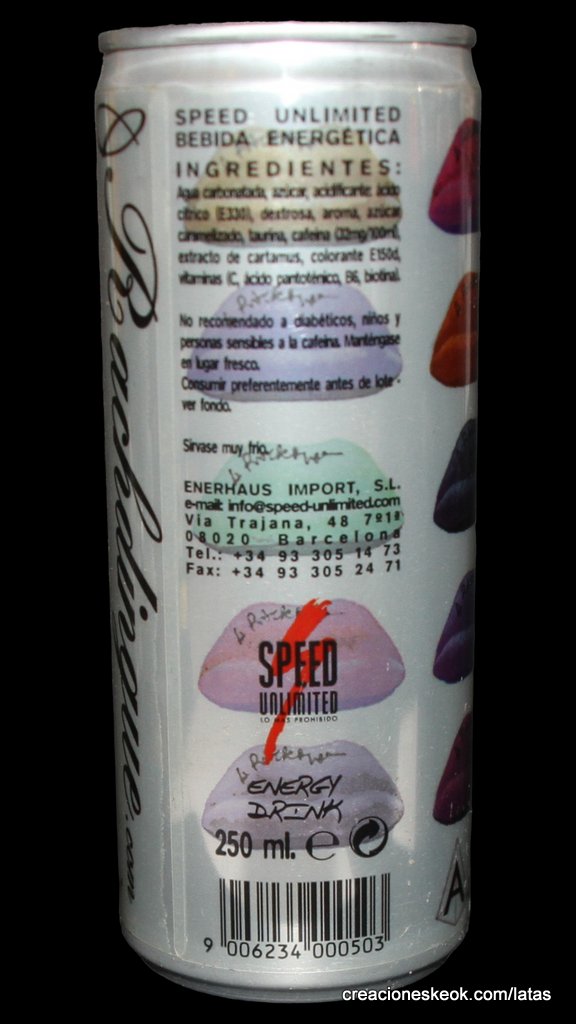 SPEED UNLIMITED
BEBIDA ENERGÉTICA
INGREDIENTES:
Agua carbonatada, azúcar, acidificante: ácido
cítrico (E330), dextrosa, aroma, azúcar
caramelizado, taurina, cafeína (32mg/100ml),
extracto de cartamus, colorante E150d,
vitaminas (C, ácido pantoténico, B6, biotina).
No recomendado a diabéticos, niños y
personas sensibles a la cafeína. Manténgase
en lugar fresco.
Consumir preferentemente antes de lote -
ver fondo.
Sírvase muy frío.
ENERHAUS IMPORT, S.L.
e-mail: info@speed-unlimited.com
Via Trajana, 48 7º1ª
08020 Barcelona
Tel.: +34 93 305 14 73
Fax: +34 93 305 24 71
SPEED
UNLIMITED
LO MAS PROHIBIDO
ENERGY
DRINK
250 ml. e
9 006234 000503
A
.com
creacioneskeok.com/latas